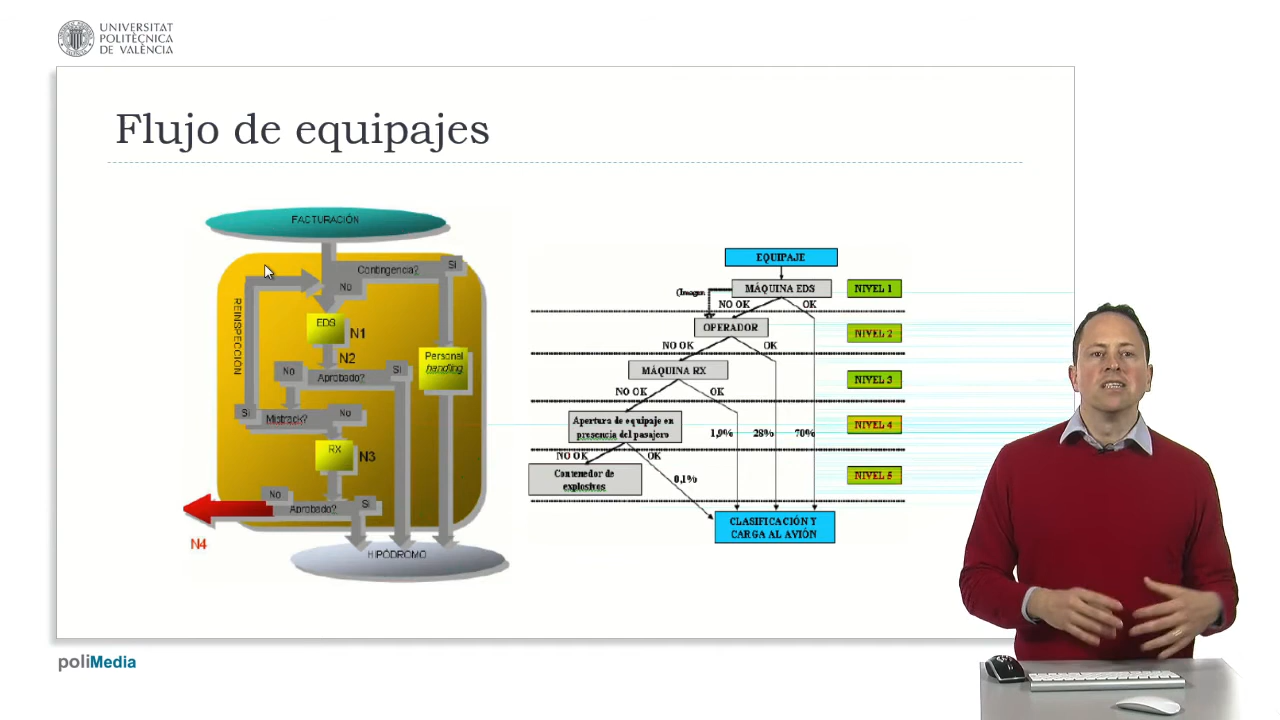 UNIVERSITAT
POLITÈCNICA
DE VALÈNCIA
Flujo de equipajes
FACTURACIÓN
Contingencia?
Si
No
REINSPECCIÓN
EDS
N1
N2
Personal
handling
No
Aprobado?
Si
Si
Mistrack?
No
RX
N3
No
Aprobado?
Si
N4
HIPÓDROMO
EQUIPAJE
(Imagen
MÁQUINA EDS
NIVEL 1
NO OK
OK
OPERADOR
NIVEL 2
NO OK
OK
MÁQUINA RX
NIVEL 3
NO OK
OK
Apertura de equipaje en
presencia del pasajero
1,9%
28%
70%
NIVEL 4
NO OK
OK
Contenedor de
explosivos
0,1%
NIVEL 5
CLASIFICACIÓN Y
CARGA AL AVIÓN
poliMedia